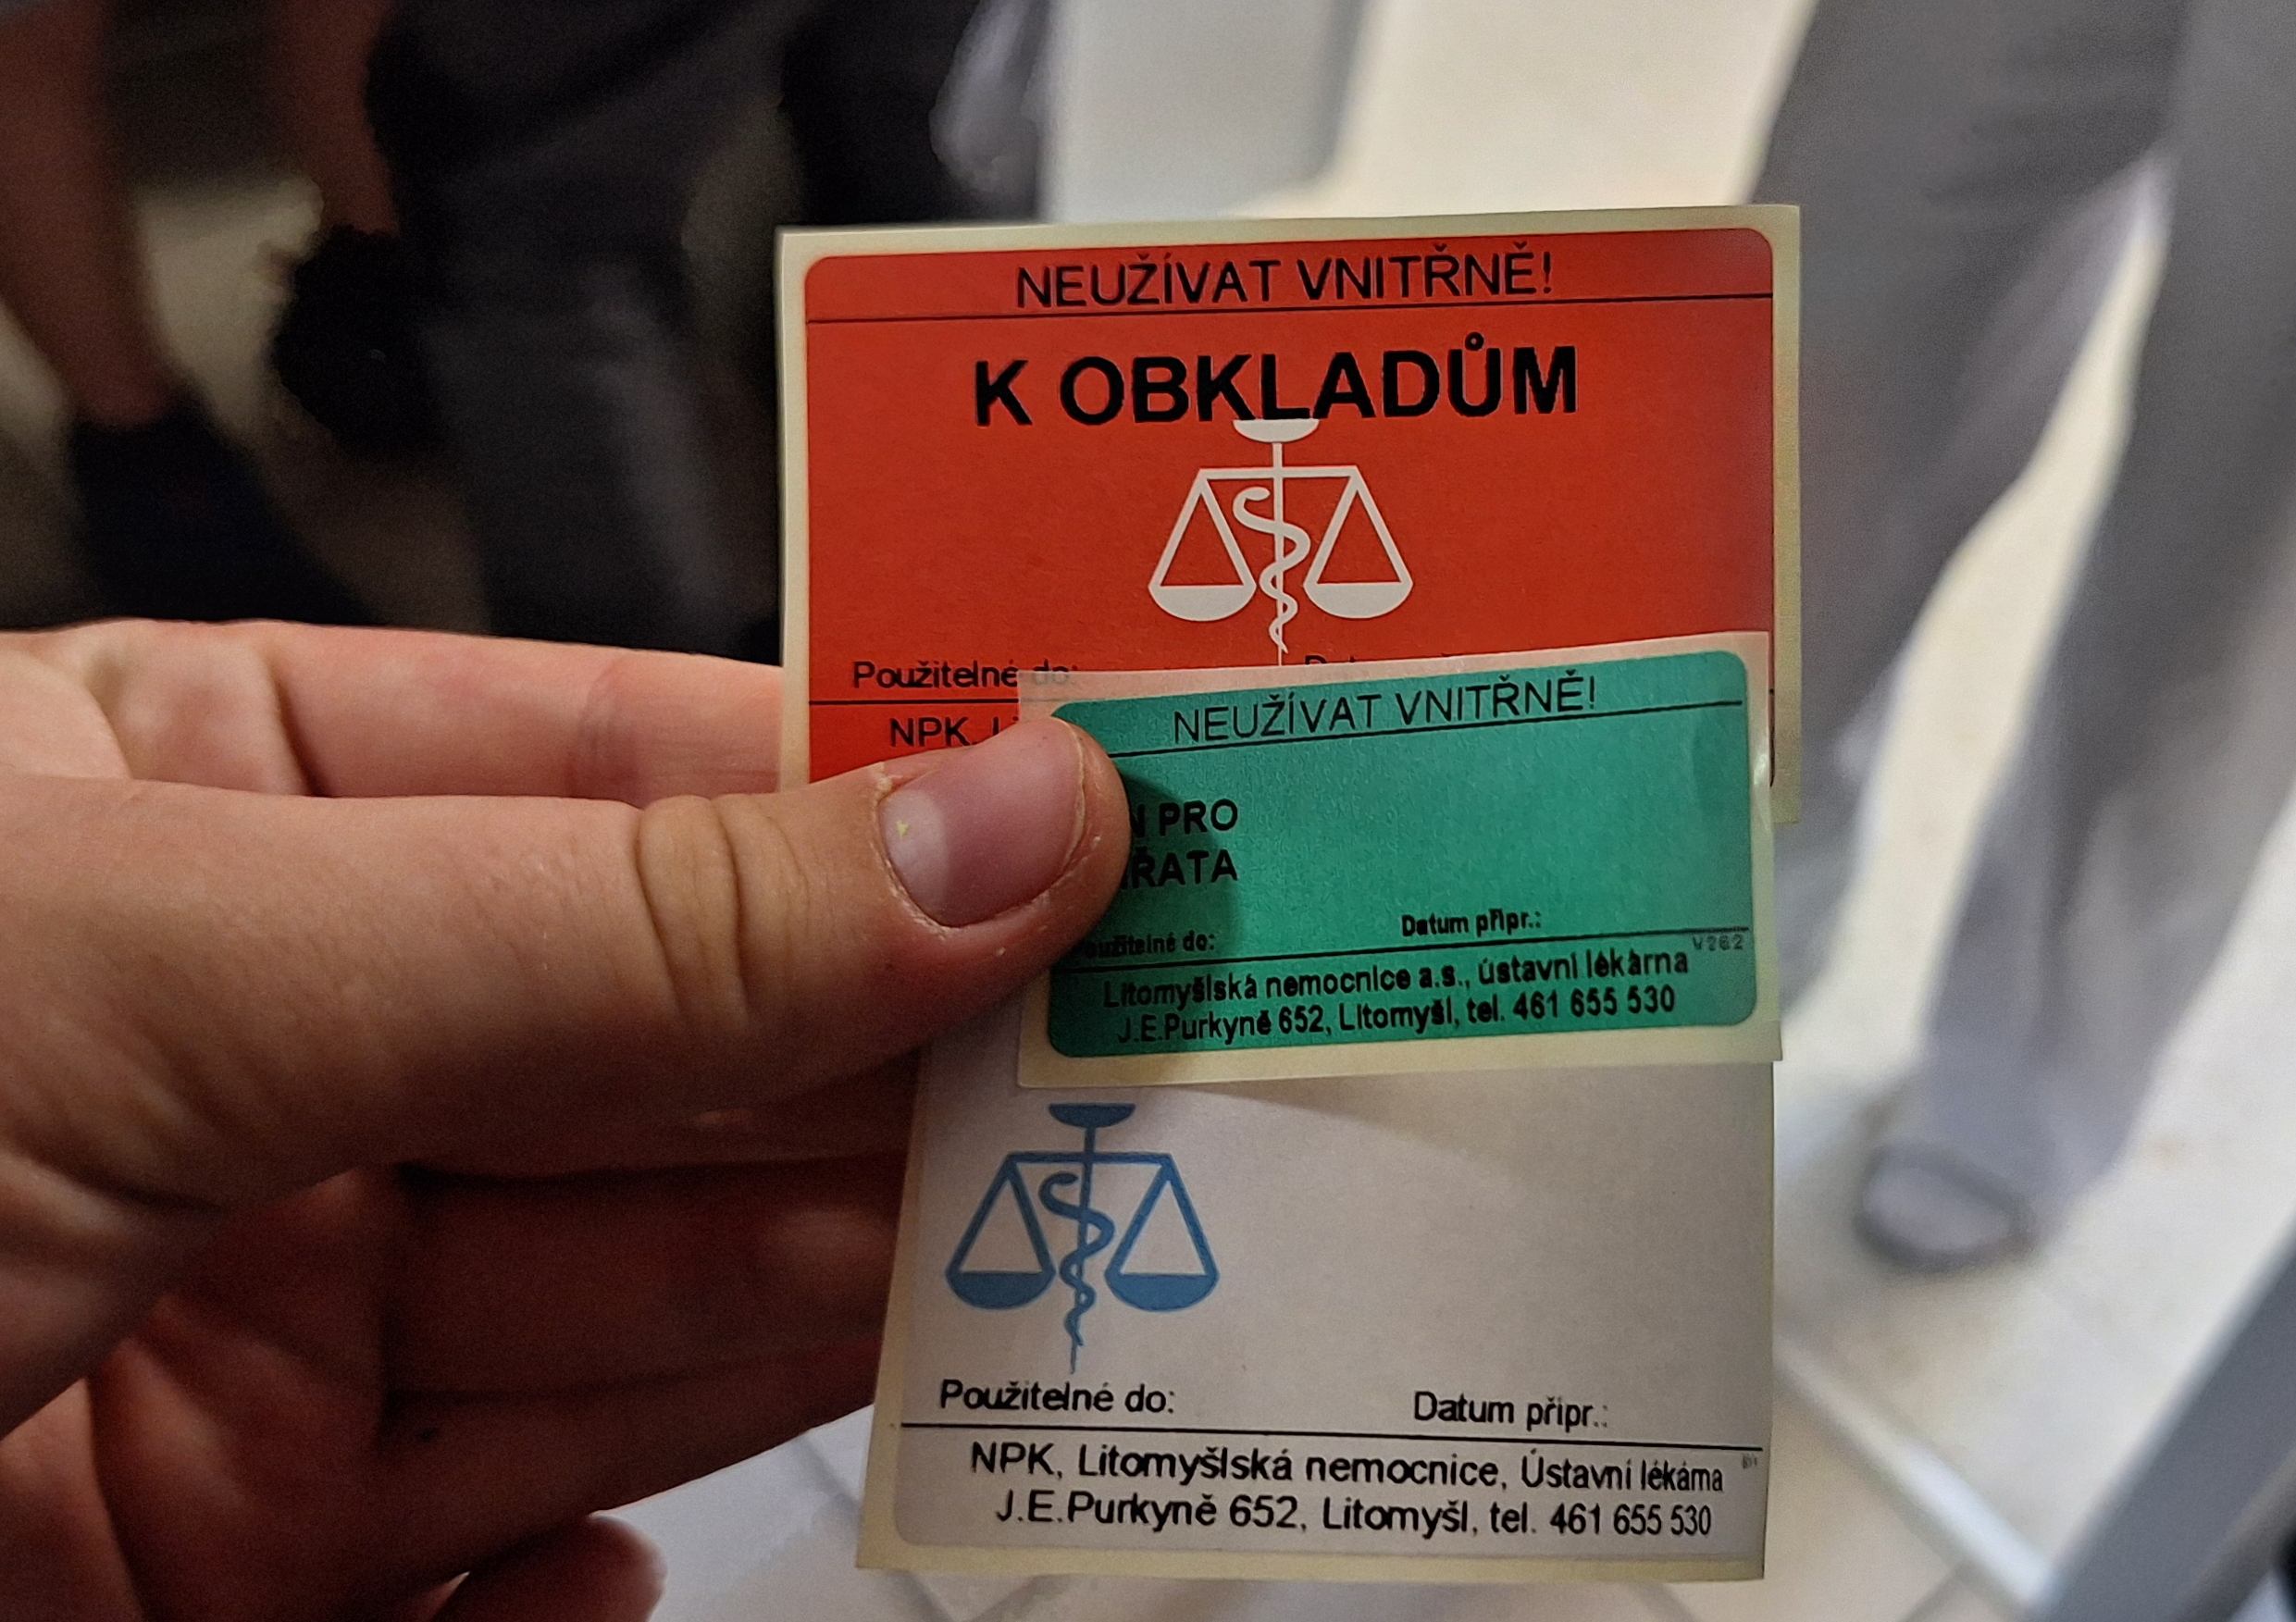 NEUŽÍVAT VNITŘNĚ!
K OBKLADŮM
Použitelné do:
NPK,
NEUŽÍVAT VNITŘNĚ!
PRO
Datum přípr.:
do:
V262
Litomyšlská nemocnice a.s., ústavní lékárna
J.E.Purkyně 652, Litomyšl, tel. 461 655 530
Použitelné do:
Datum přípr.:
NPK, Litomyšlská nemocnice, Ústavní lékárna
J.E.Purkyně 652, Litomyšl, tel. 461 655 530